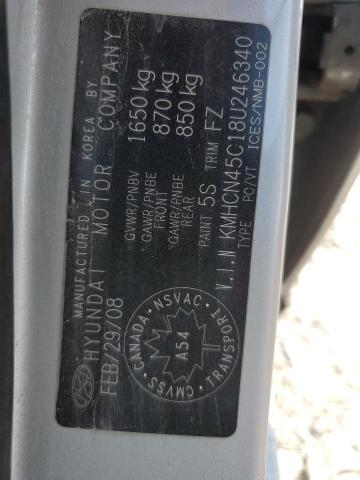 MANUFACTURED IN KOREA BY
HYUNDAI MOTOR COMPANY
FEB/29/08
GVWR/PNBV 1650 kg
GAWR/PNBE FRONT 870 kg
GAWR/PNBE REAR 850 kg
PAINT 5S TRIM FZ
V.I.N KMHCN45C18U246340
TYPE PC/VT ICES/NMB-002
CANADA · NSVAC · TRANSPORT · CMVSS
A54